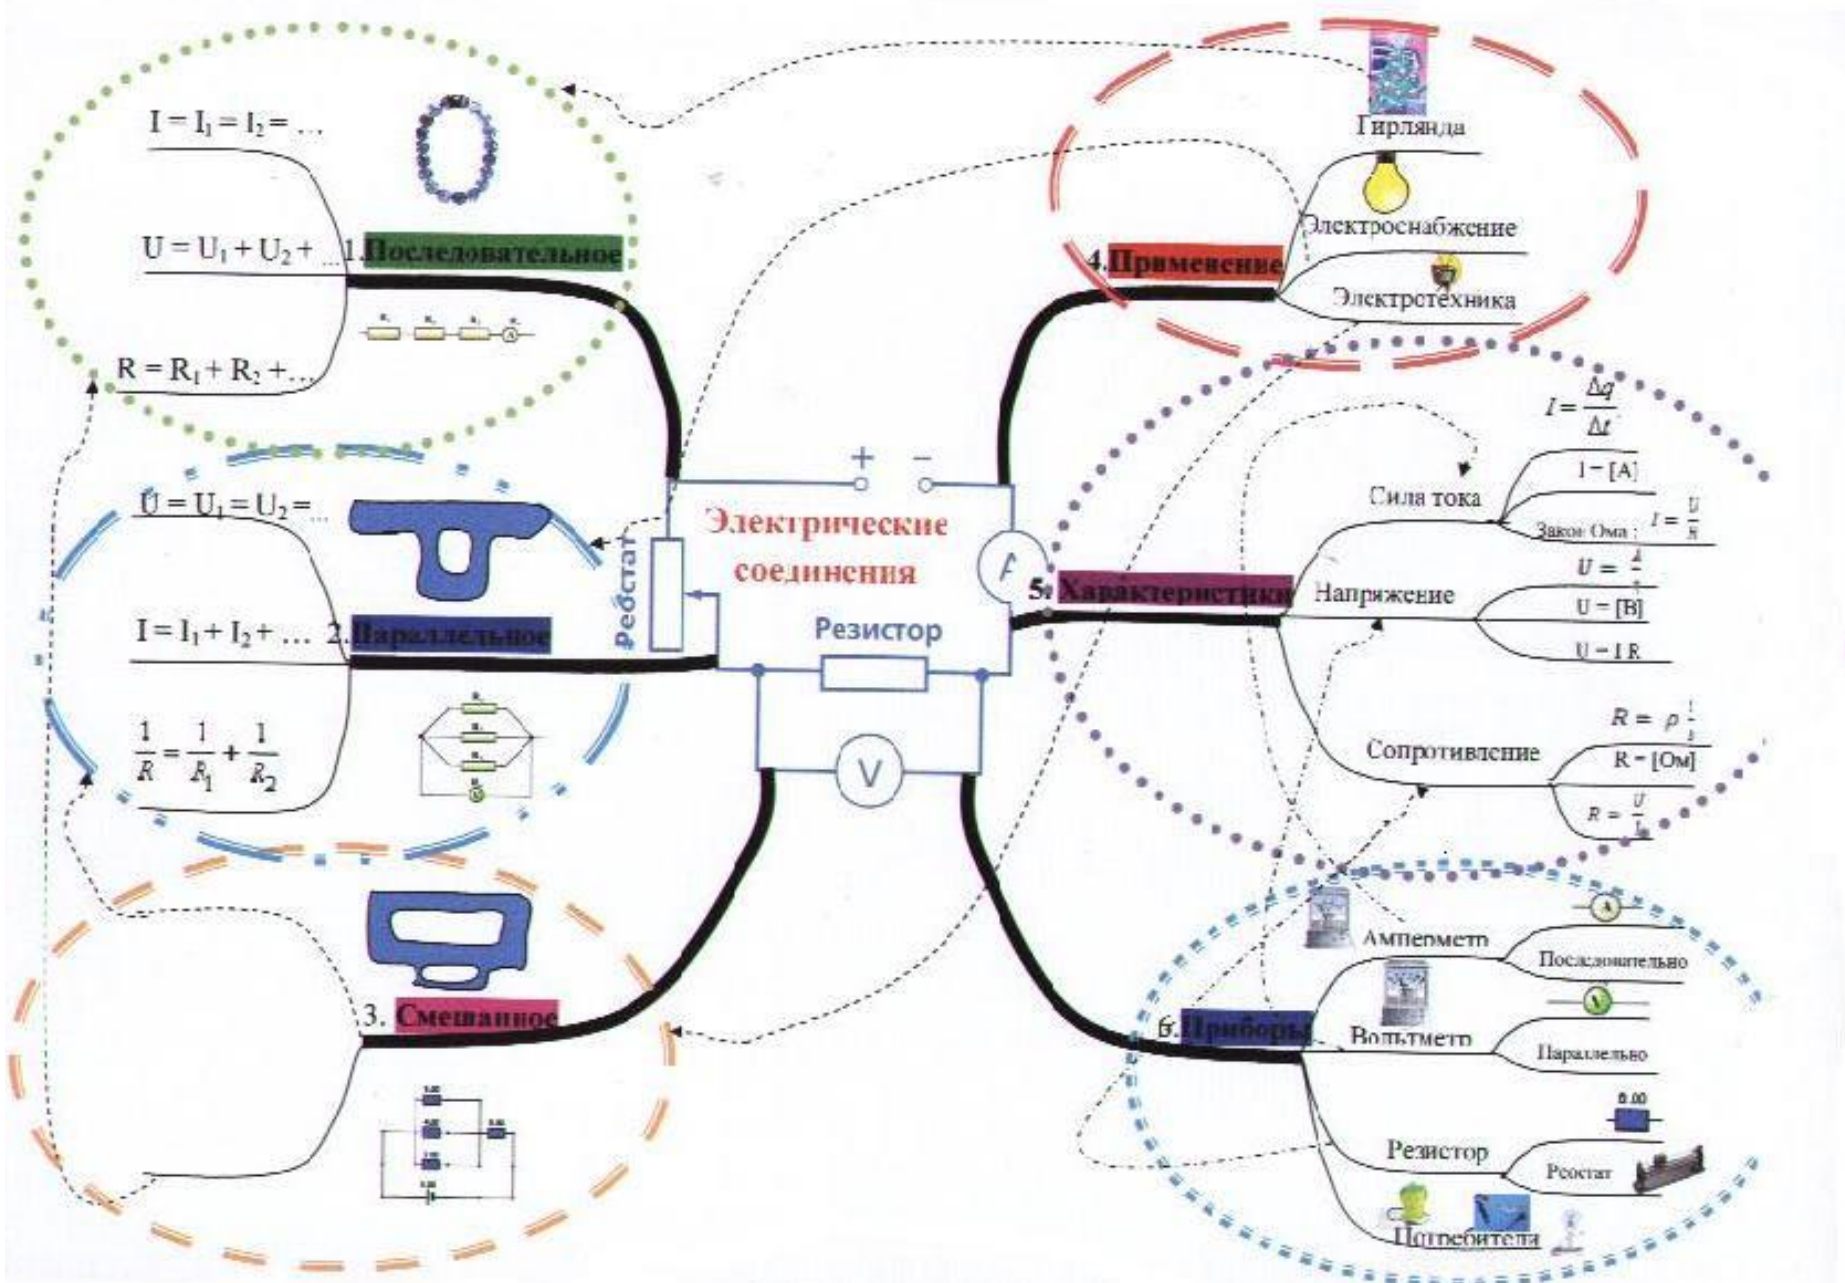 I = I₁ = I₂ = ...
U = U₁ + U₂ + ...
1. Последовательное
R = R₁ + R₂ + ...
U = U₁ = U₂ = ...
I = I₁ + I₂ + ...
2. Параллельное
1/R = 1/R₁ + 1/R₂
3. Смешанное
+ −
Электрические
соединения
Реостат
A
Резистор
V
Гирлянда
Электроснабжение
4. Применение
Электротехника
I = Δq/Δt
I = [A]
Сила тока
Закон Ома : I = U/R
5. Характеристики
Напряжение
U =
U = [В]
U = I R
R = ρ
Сопротивление
R = [Ом]
R = U/I
A
Амперметр
Последовательно
V
6. Приборы
Вольтметр
Параллельно
Резистор
Реостат
Потребители